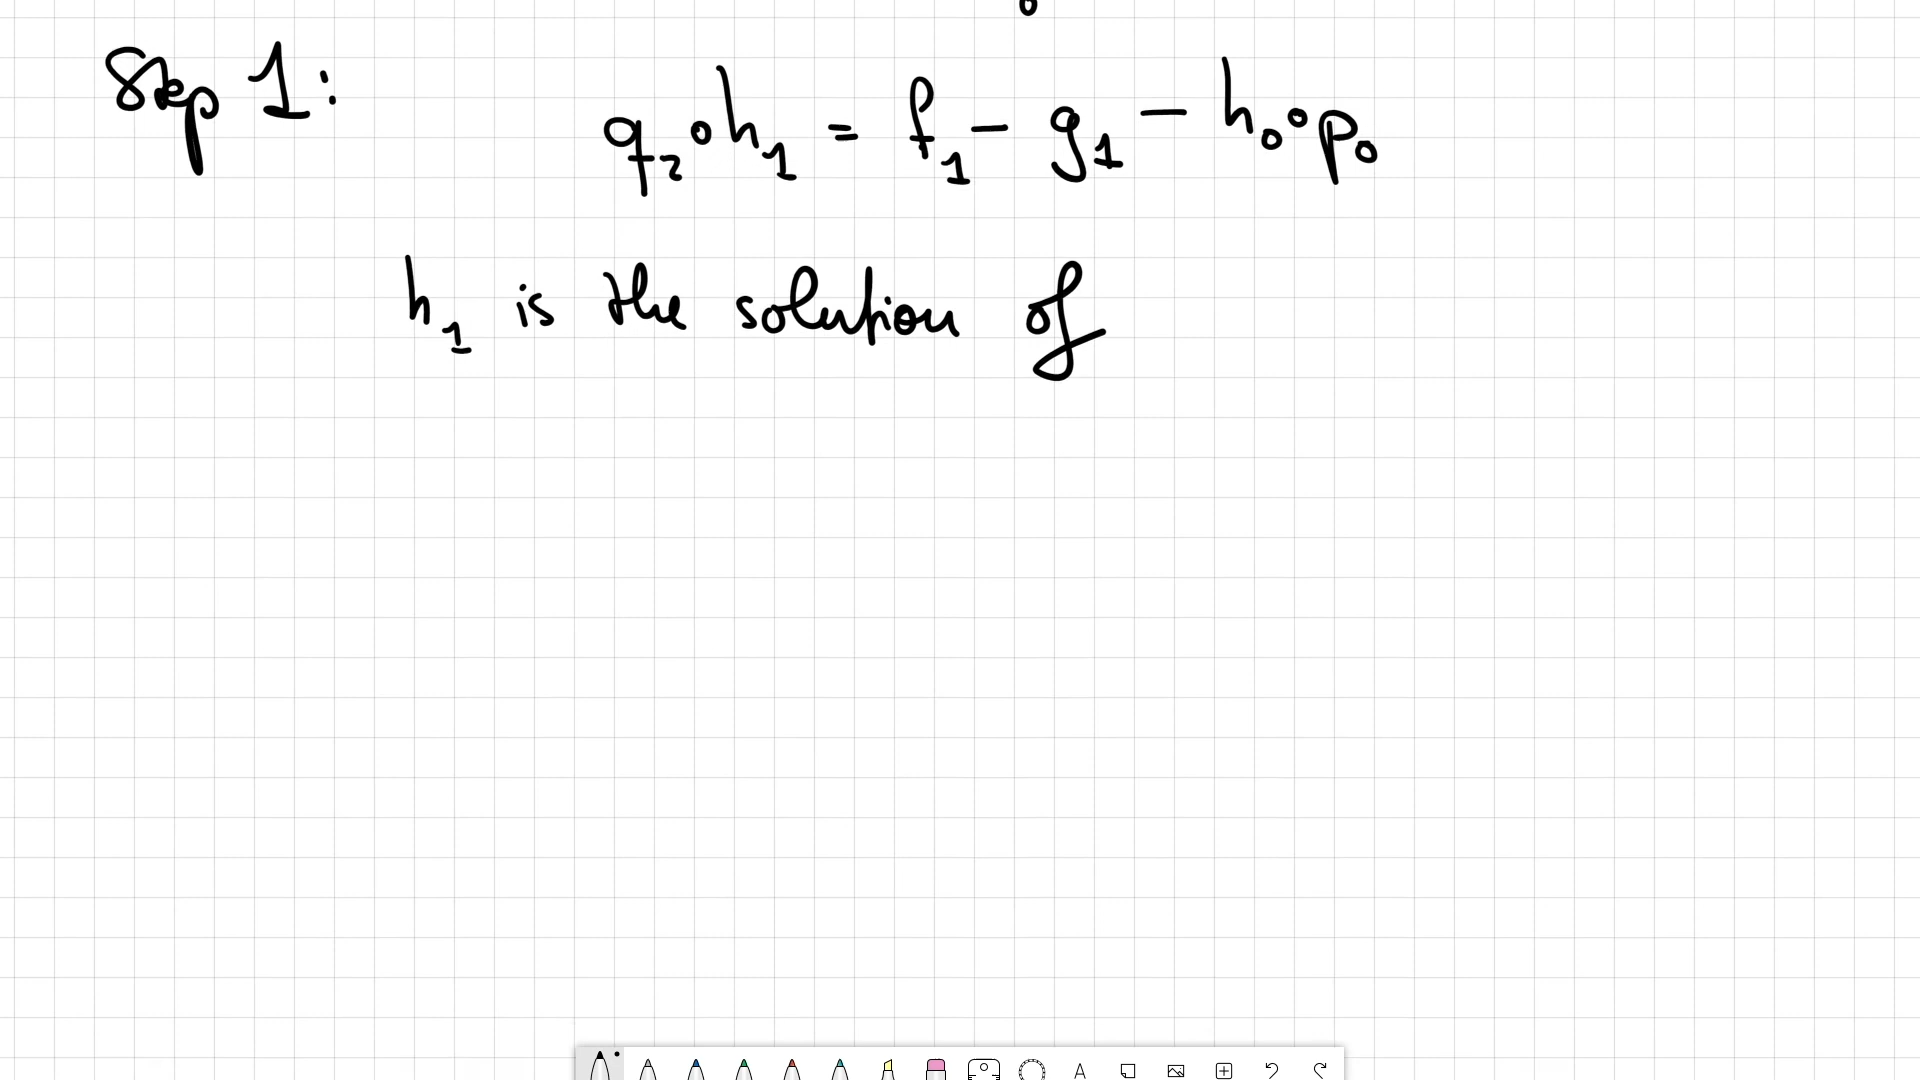 Step 1: q₂∘h₁ = f₁ − g₁ − h₀∘p₀
h₁ is the solution of